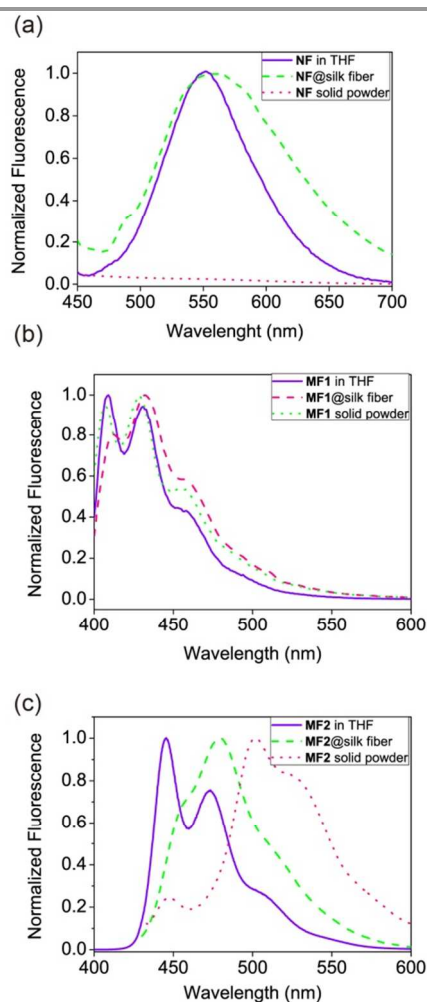 (a)
NF in THF
NF@silk fiber
NF solid powder
Normalized Fluorescence
1.0
0.8
0.6
0.4
0.2
0.0
450 500 550 600 650 700
Wavelenght (nm)
(b)
MF1 in THF
MF1@silk fiber
MF1 solid powder
Normalized Fluorescence
1.0
0.8
0.6
0.4
0.2
0.0
400 450 500 550 600
Wavelength (nm)
(c)
MF2 in THF
MF2@silk fiber
MF2 solid powder
Normalized Fluorescence
1.0
0.8
0.6
0.4
0.2
0.0
400 450 500 550 600
Wavelength (nm)